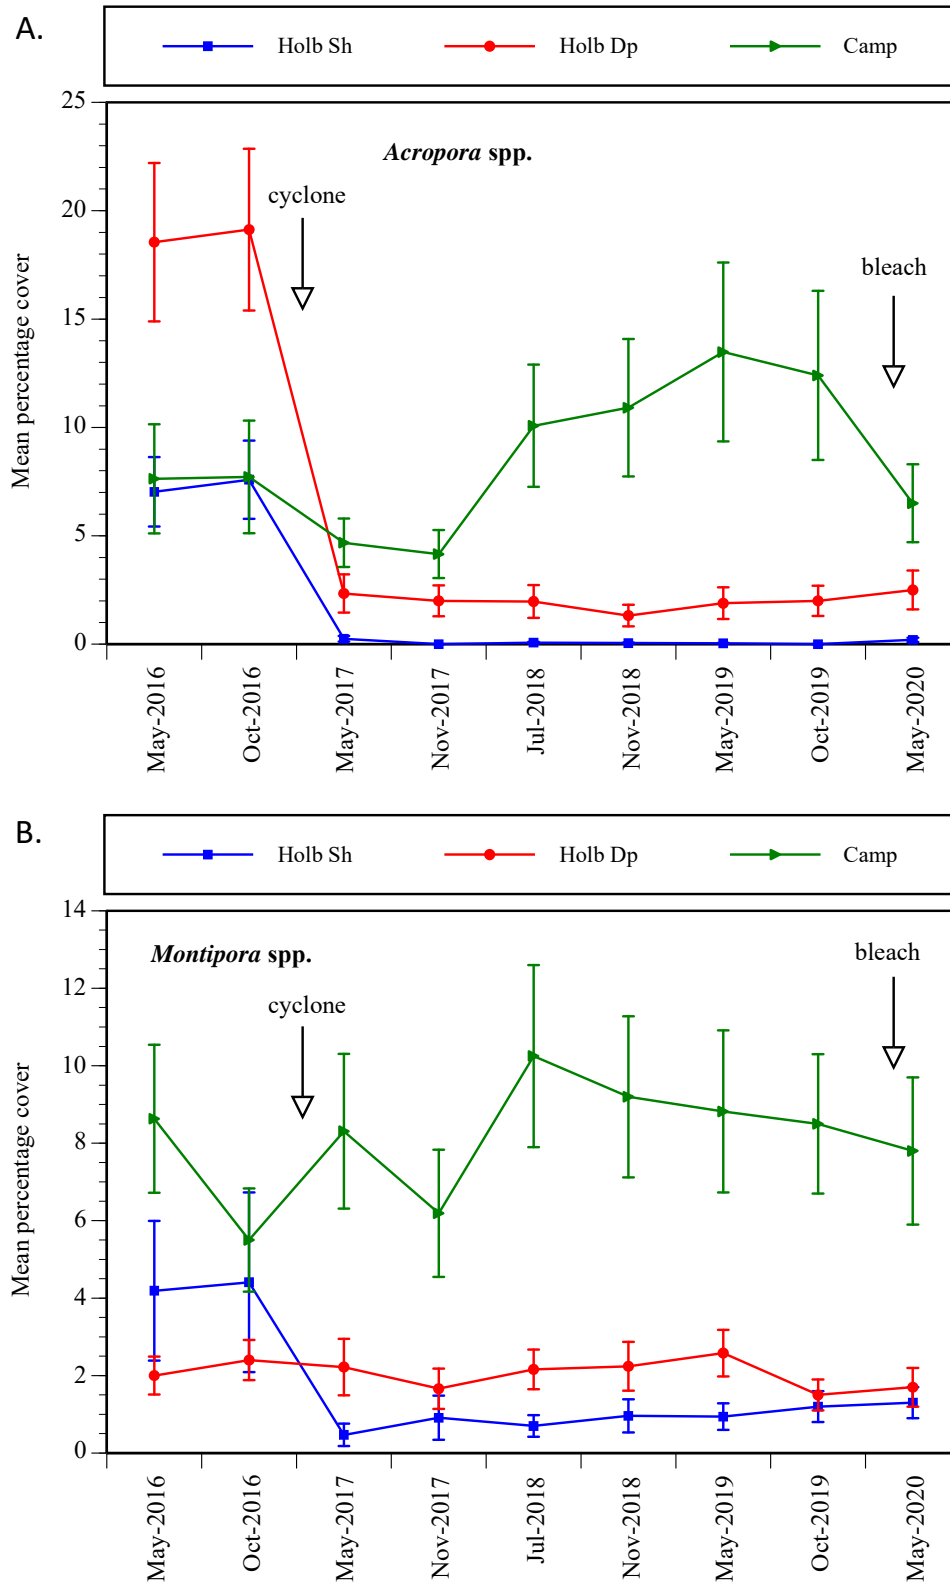 A.
Holb Sh Holb Dp Camp
25
20
15
10
5
0
Mean percentage cover
Acropora spp.
cyclone
bleach
May-2016 Oct-2016 May-2017 Nov-2017 Jul-2018 Nov-2018 May-2019 Oct-2019 May-2020
B.
Holb Sh Holb Dp Camp
14
12
10
8
6
4
2
0
Mean percentage cover
Montipora spp.
cyclone
bleach
May-2016 Oct-2016 May-2017 Nov-2017 Jul-2018 Nov-2018 May-2019 Oct-2019 May-2020